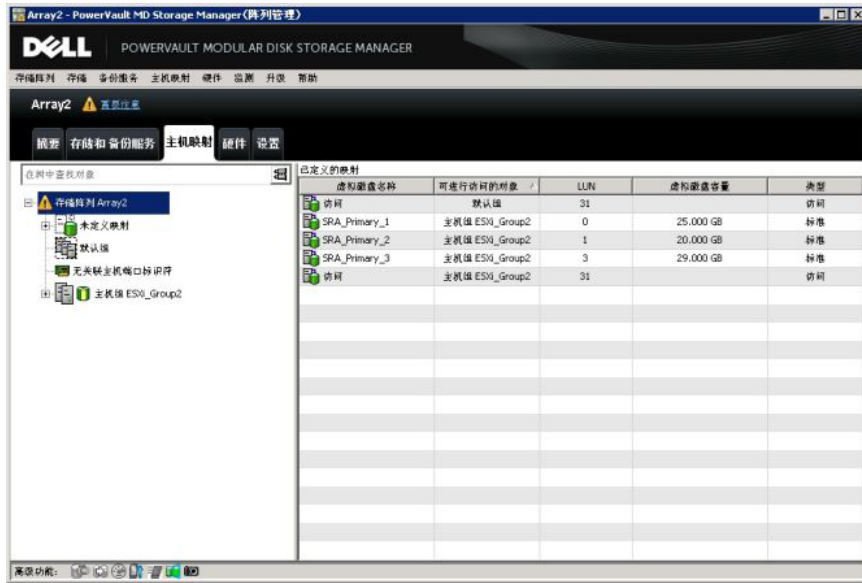 Array2 - PowerVault MD Storage Manager(阵列管理)
DELL POWERVAULT MODULAR DISK STORAGE MANAGER
存储阵列 存储 备份服务 主机映射 硬件 监测 升级 帮助
Array2 重要信息
摘要 存储和备份服务 主机映射 硬件 设置
在树中查找对象
存储阵列 Array2
未定义映射
默认组
无关联主机端口标识符
主机组 ESXi_Group2
已定义的映射
虚拟磁盘名称 可进行访问的对象 LUN 虚拟磁盘容量 类型
访问 默认组 31 访问
SRA_Primary_1 主机组 ESXi_Group2 0 25.000 GB 标准
SRA_Primary_2 主机组 ESXi_Group2 1 20.000 GB 标准
SRA_Primary_3 主机组 ESXi_Group2 3 29.000 GB 标准
访问 主机组 ESXi_Group2 31 访问
高级功能: